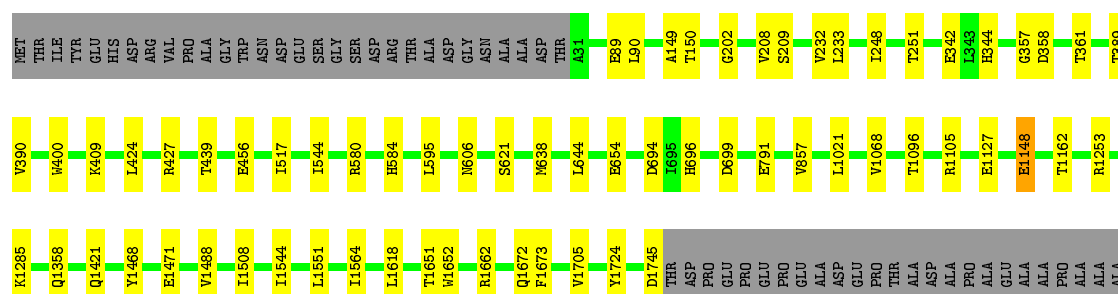 MET THR ILE TYR GLU HIS ASP ARG VAL PRO ALA GLY TRP ASN ASP GLU SER GLY SER ASP ARG THR ALA ASP GLY ASN ALA ALA ASP THR A31 E89 L90 A149 T150 G202 V208 S209 V232 L233 I248 T251 E342 L343 H344 G357 D358 T361
V390 W400 K409 L424 R427 T439 E456 I517 I544 R580 H584 L595 N606 S621 M638 L644 E654 D694 I695 H696 D699 E791 V857 L1021 V1068 T1096 R1105 E1127 E1148 T1162 R1253
K1285 Q1358 Q1421 Y1468 E1471 V1488 I1508 I1544 L1551 I1564 L1618 T1651 W1652 R1662 Q1672 F1673 V1705 Y1724 D1745 THR ASP PRO GLU PRO GLU PRO GLU ALA ASP GLU PRO THR ALA ASP ALA PRO ALA GLU ALA ALA PRO ALA ALA ALA